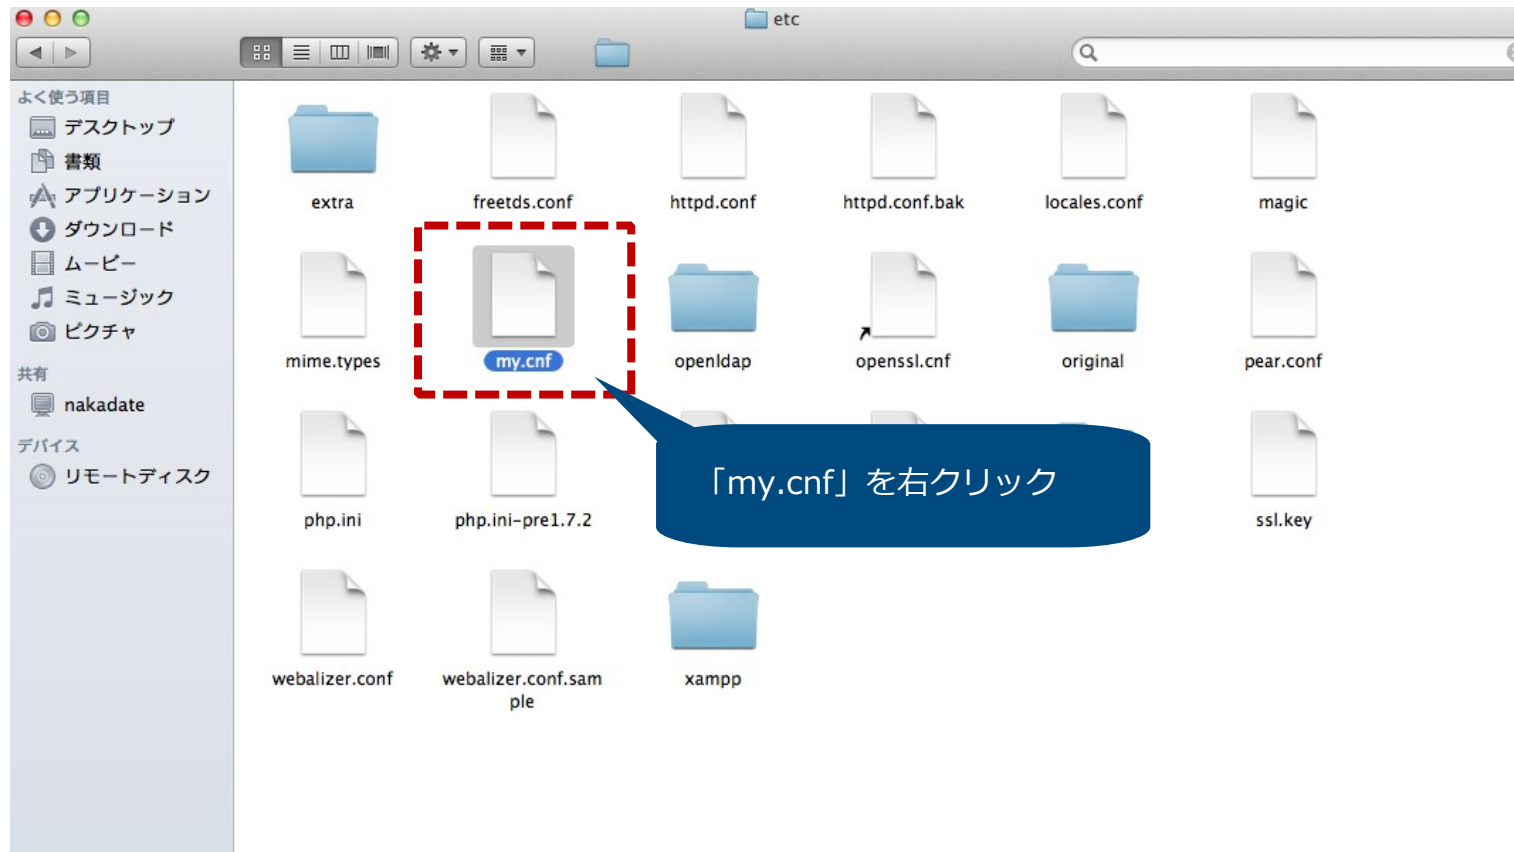 etc
よく使う項目
デスクトップ
書類
アプリケーション
ダウンロード
ムービー
ミュージック
ピクチャ
共有
nakadate
デバイス
リモートディスク
extra
freetds.conf
httpd.conf
httpd.conf.bak
locales.conf
magic
mime.types
my.cnf
openldap
openssl.cnf
original
pear.conf
「my.cnf」を右クリック
php.ini
php.ini-pre1.7.2
ssl.key
webalizer.conf
webalizer.conf.sam
ple
xampp